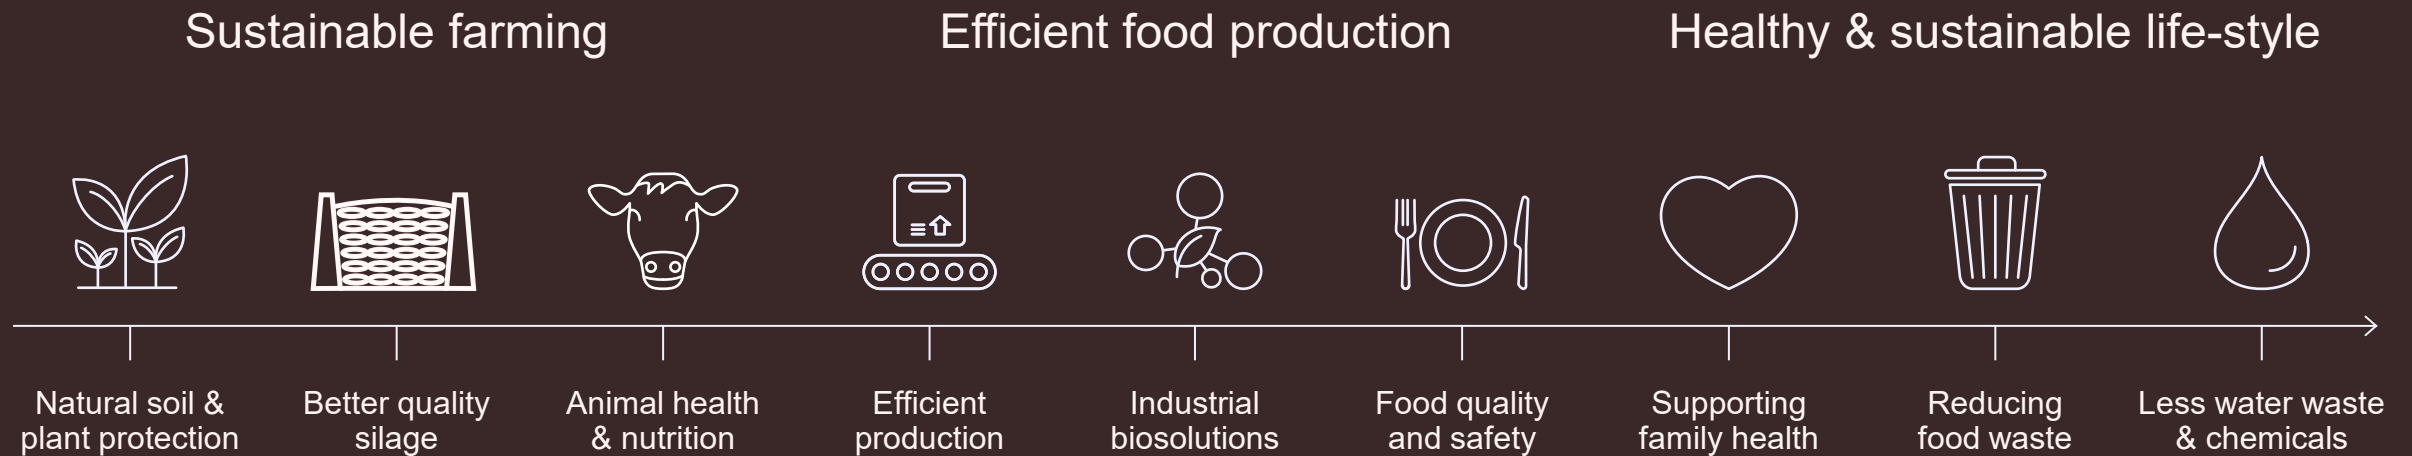 Sustainable farming
Efficient food production
Healthy & sustainable life-style
Natural soil &
plant protection
Better quality
silage
Animal health
& nutrition
Efficient
production
Industrial
biosolutions
Food quality
and safety
Supporting
family health
Reducing
food waste
Less water waste
& chemicals